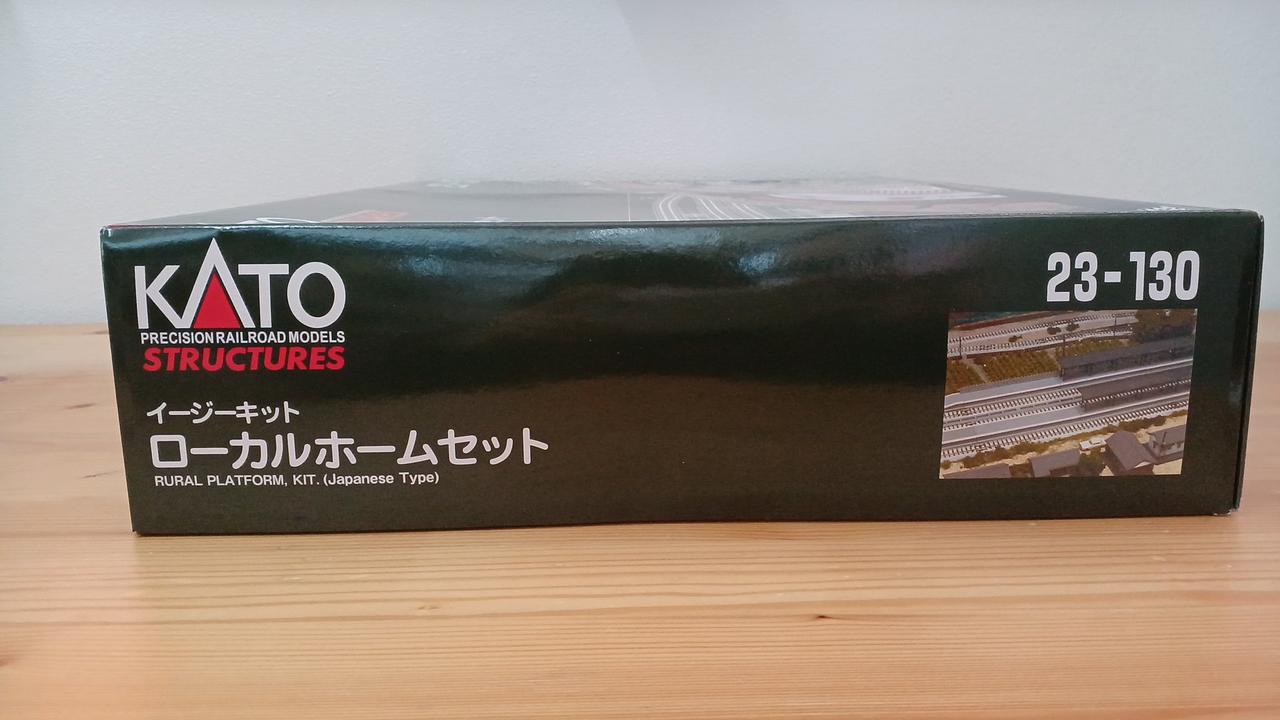 KATO
PRECISION RAILROAD MODELS
STRUCTURES
イージーキット
ローカルホームセット
RURAL PLATFORM, KIT. (Japanese Type)
23-130